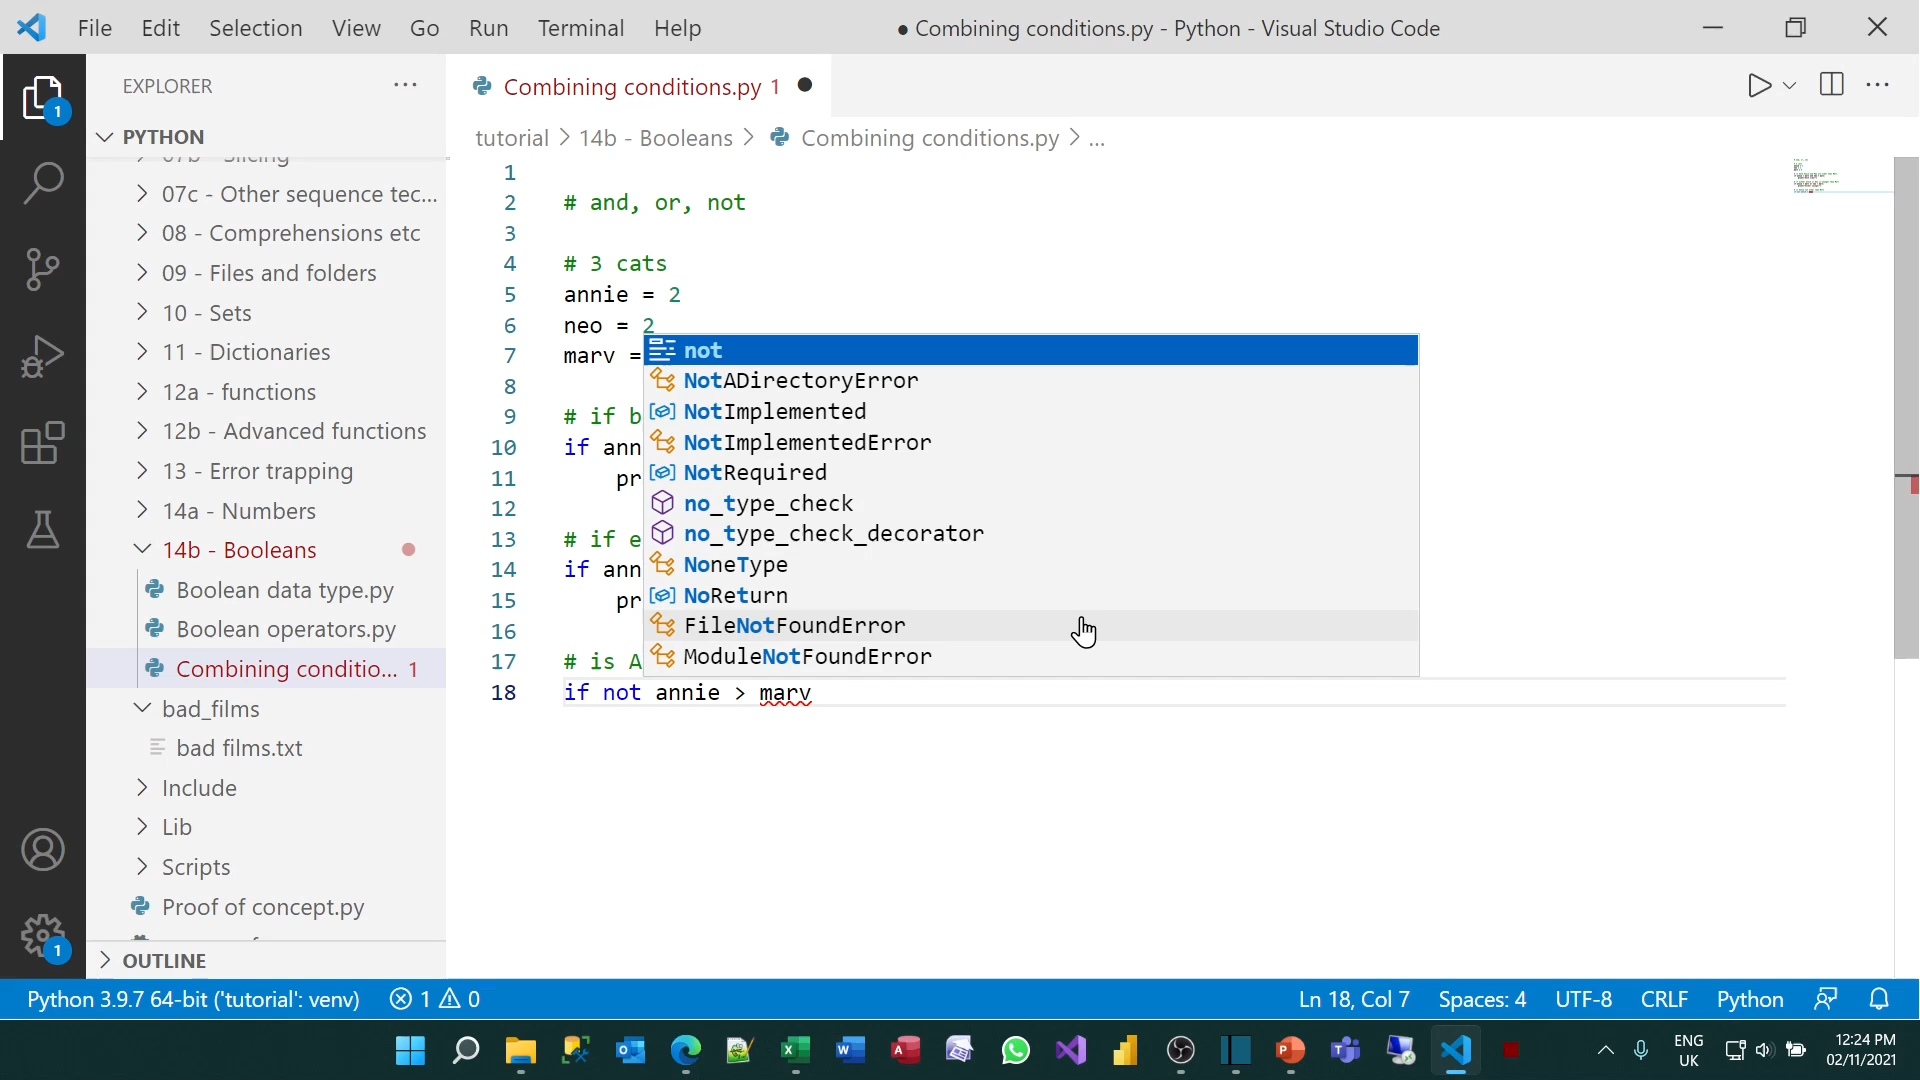 File Edit Selection View Go Run Terminal Help
● Combining conditions.py - Python - Visual Studio Code
EXPLORER
PYTHON
07b - Slicing
07c - Other sequence tec...
08 - Comprehensions etc
09 - Files and folders
10 - Sets
11 - Dictionaries
12a - functions
12b - Advanced functions
13 - Error trapping
14a - Numbers
14b - Booleans
Boolean data type.py
Boolean operators.py
Combining conditio... 1
bad_films
bad films.txt
Include
Lib
Scripts
Proof of concept.py
OUTLINE
1
1
Combining conditions.py 1
tutorial > 14b - Booleans > Combining conditions.py > ...
1
2 # and, or, not
3
4 # 3 cats
5 annie = 2
6 neo = 2
7 marv =
8
9 # if b
10 if ann
11 pr
12
13 # if e
14 if ann
15 pr
16
17 # is A
18 if not annie > marv
not
NotADirectoryError
NotImplemented
NotImplementedError
NotRequired
no_type_check
no_type_check_decorator
NoneType
NoReturn
FileNotFoundError
ModuleNotFoundError
Python 3.9.7 64-bit ('tutorial': venv) 1 0
Ln 18, Col 7 Spaces: 4 UTF-8 CRLF Python
ENG
UK
12:24 PM
02/11/2021